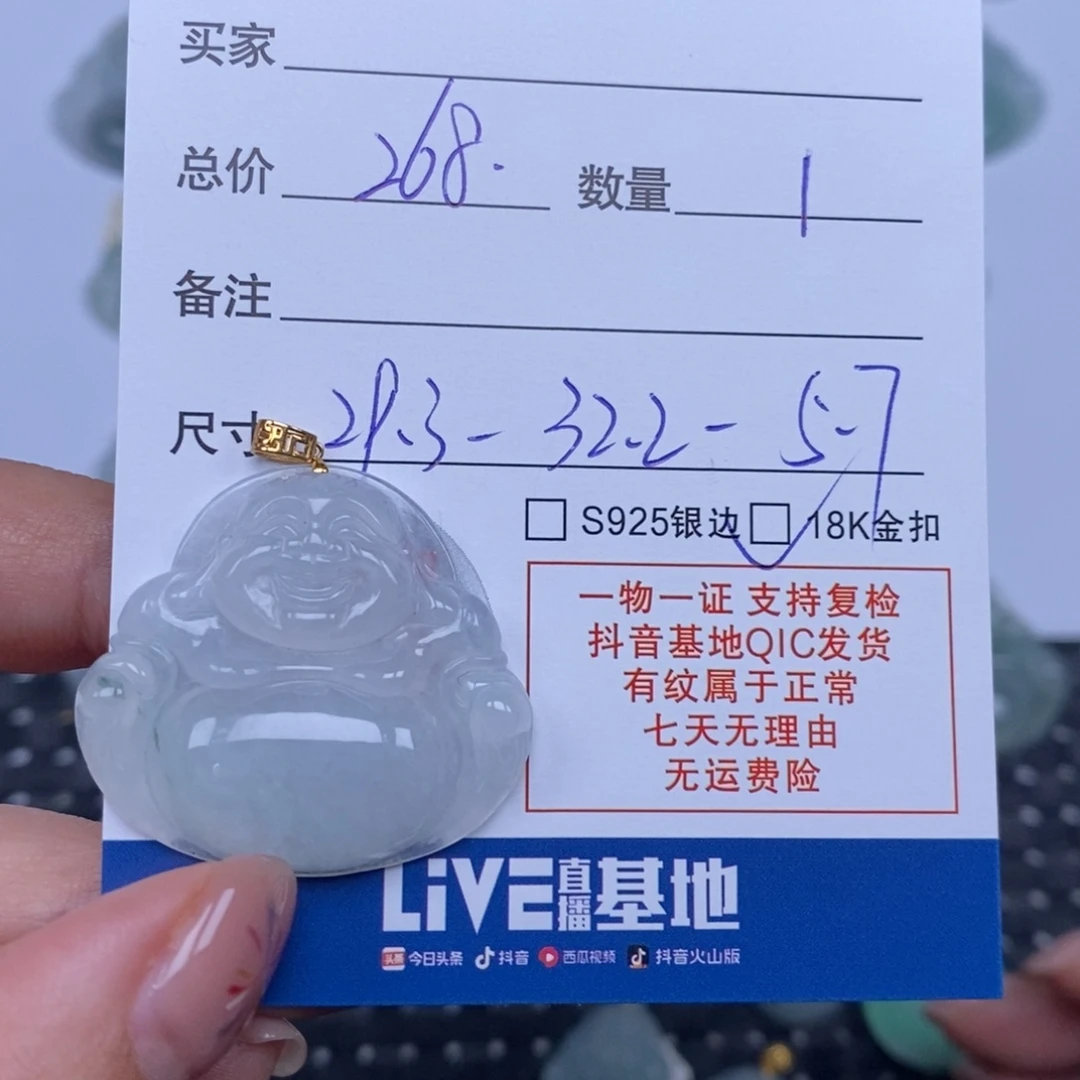 买家
总价 268. 数量 1
备注
尺寸 29.3 - 32.2 - 5.7
S925银边 18K金扣
一物一证 支持复检
抖音基地QIC发货
有纹属于正常
七天无理由
无运费险
LiVE直播基地
头条 今日头条 抖音 西瓜视频 抖音火山版